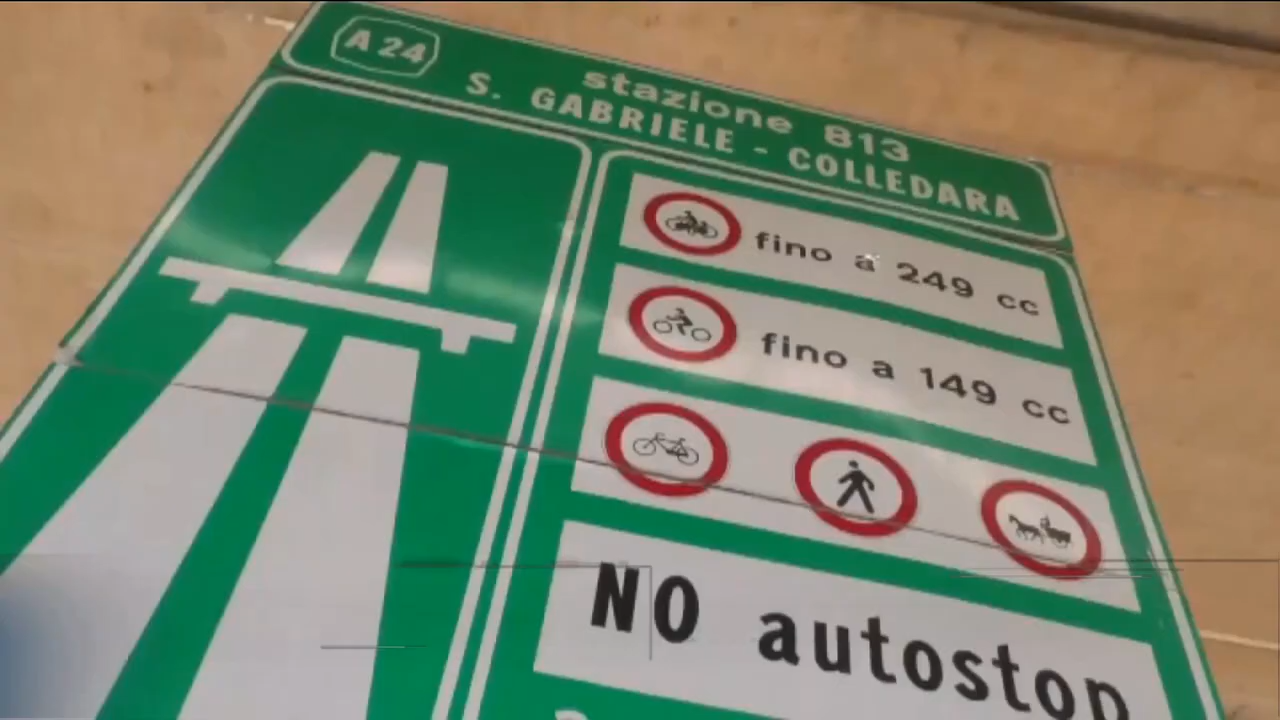 A 24
stazione 813
S. GABRIELE - COLLEDARA
fino a 249 cc
fino a 149 cc
NO autostop